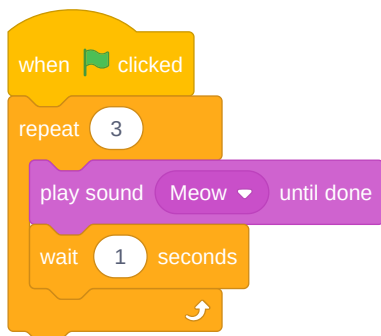 when clicked
repeat 3
play sound Meow until done
wait 1 seconds